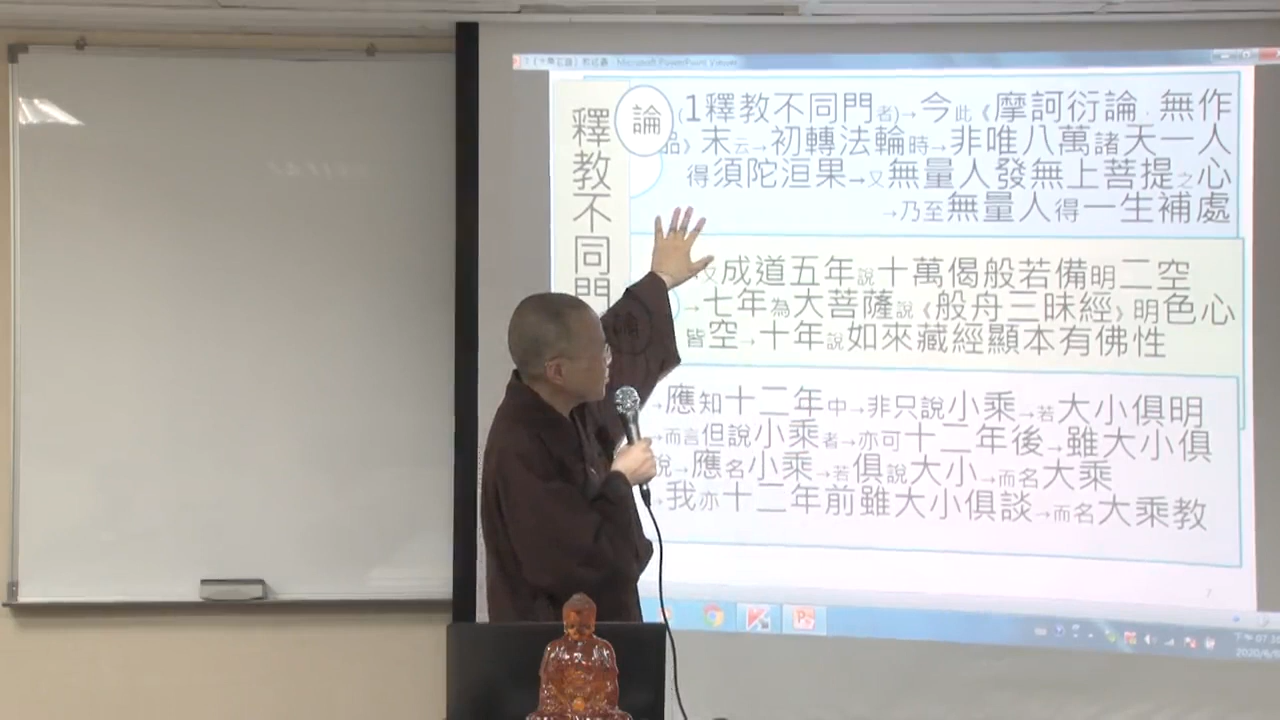 Microsoft PowerPoint Viewer
釋教不同門
論
(1釋教不同門者)→今此《摩訶衍論.無作
品》末云→初轉法輪時→非唯八萬諸天一人
得須陀洹果→又無量人發無上菩提之心
→乃至無量人得一生補處
又成道五年說十萬偈般若備明二空
→七年為大菩薩說《般舟三昧經》明色心
皆空→十年說如來藏經顯本有佛性
→應知十二年中→非只說小乘→若大小俱明
→而言但說小乘者→亦可十二年後→雖大小俱
說→應名小乘→若俱說大小→而名大乘
→我亦十二年前雖大小俱談→而名大乘教
7